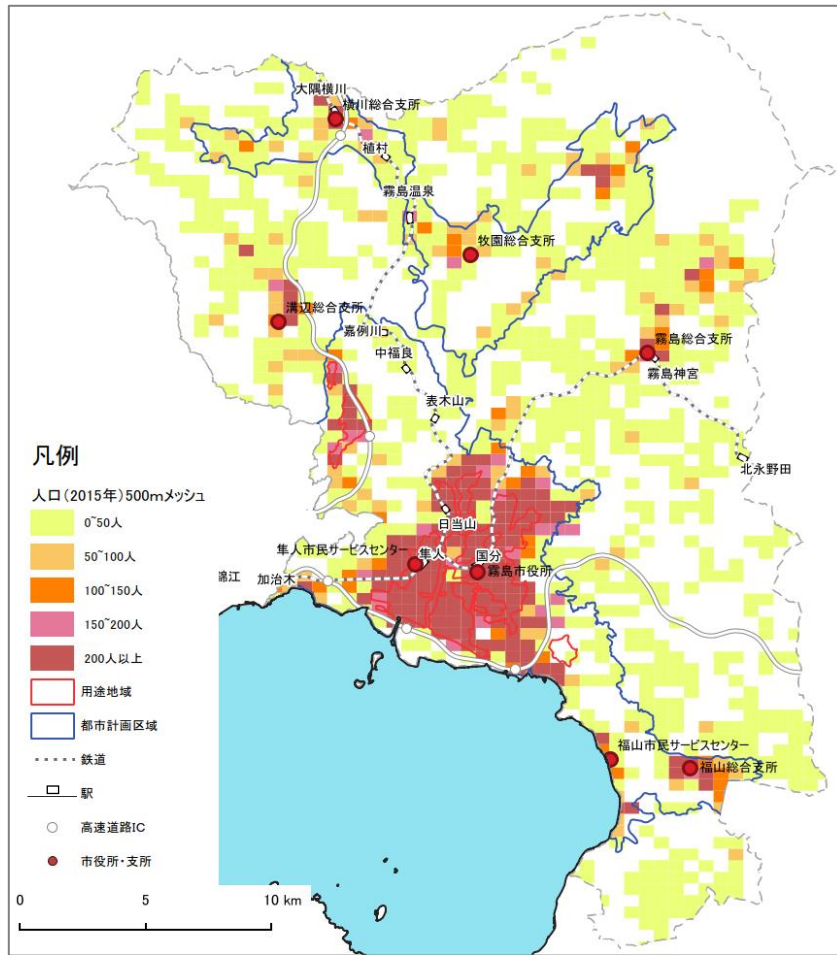 大隅横川
横川総合支所
植村
霧島温泉
牧園総合支所
溝辺総合支所
嘉例川
中福良
霧島総合支所
霧島神宮
表木山
北永野田
凡例
人口(2015年)500mメッシュ
0~50人
50~100人
100~150人
150~200人
200人以上
用途地域
都市計画区域
鉄道
駅
高速道路IC
市役所・支所
日当山
隼人市民サービスセンター
隼人
国分
霧島市役所
錦江
加治木
福山市民サービスセンター
福山総合支所
0 5 10 km